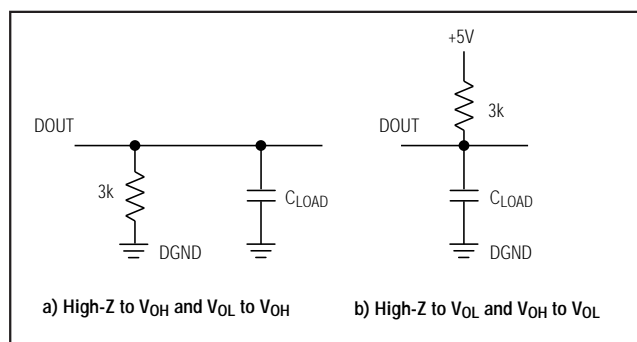 DOUT
3k
C_LOAD
DGND
a) High-Z to V_OH and V_OL to V_OH
+5V
3k
DOUT
C_LOAD
DGND
b) High-Z to V_OL and V_OH to V_OL